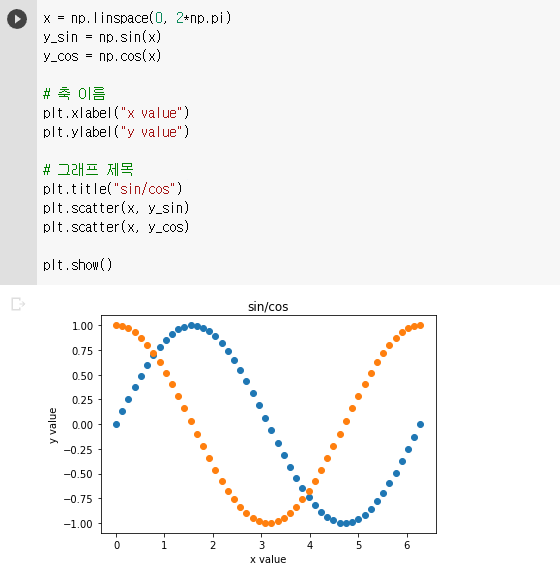 x = np.linspace(0, 2*np.pi)
y_sin = np.sin(x)
y_cos = np.cos(x)
# 축 이름
plt.xlabel("x value")
plt.ylabel("y value")
# 그래프 제목
plt.title("sin/cos")
plt.scatter(x, y_sin)
plt.scatter(x, y_cos)
plt.show()
sin/cos
1.00
0.75
0.50
0.25
0.00
−0.25
−0.50
−0.75
−1.00
y value
0 1 2 3 4 5 6
x value